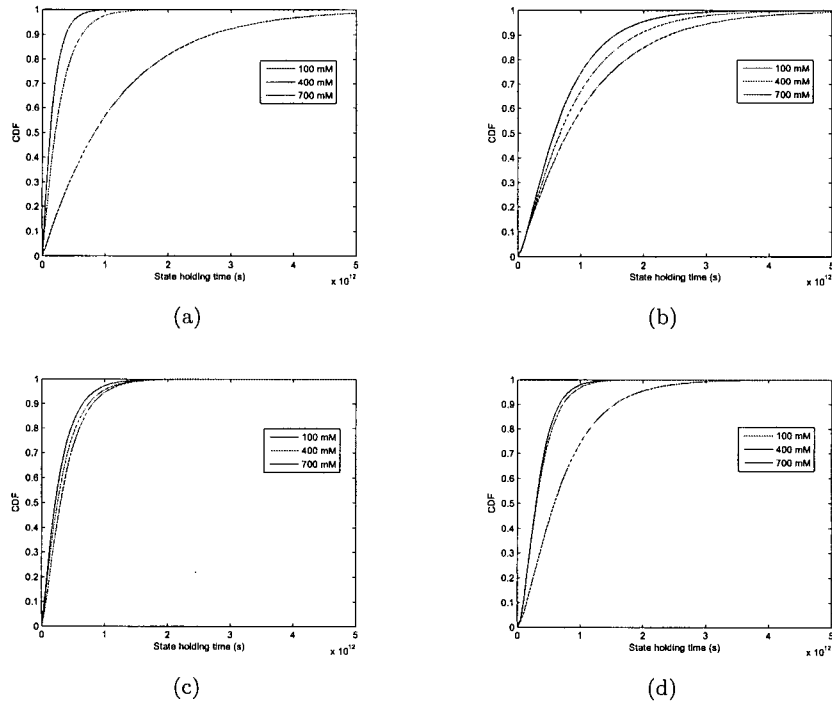 1
0.9
0.8
0.7
0.6
0.5
0.4
0.3
0.2
0.1
0
CDF
100 mM
400 mM
700 mM
0 1 2 3 4 5
State holding time (s)
x 10^12
(a)
1
0.9
0.8
0.7
0.6
0.5
0.4
0.3
0.2
0.1
0
CDF
100 mM
400 mM
700 mM
0 1 2 3 4 5
State holding time (s)
x 10^12
(b)
1
0.9
0.8
0.7
0.6
0.5
0.4
0.3
0.2
0.1
0
CDF
100 mM
400 mM
700 mM
0 1 2 3 4 5
State holding time (s)
x 10^12
(c)
1
0.9
0.8
0.7
0.6
0.5
0.4
0.3
0.2
0.1
0
CDF
100 mM
400 mM
700 mM
0 1 2 3 4 5
State holding time (s)
x 10^12
(d)